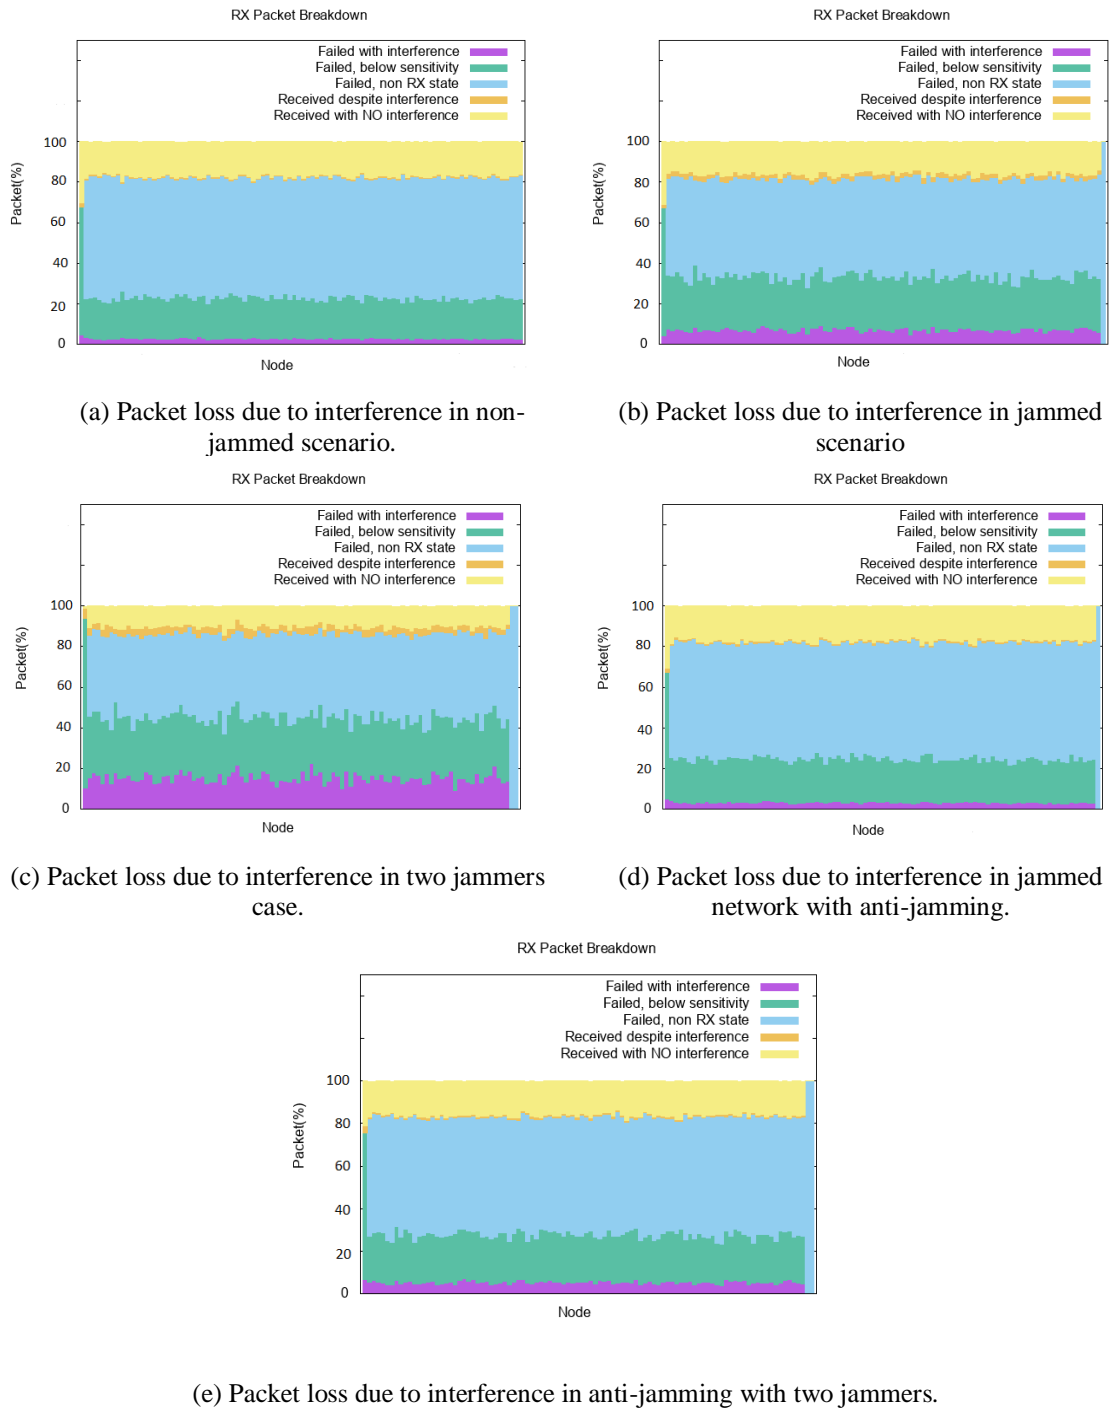 RX Packet Breakdown
Failed with interference
Failed, below sensitivity
Failed, non RX state
Received despite interference
Received with NO interference
100
80
60
40
20
0
Packet(%)
Node
(a) Packet loss due to interference in non-
jammed scenario.
RX Packet Breakdown
Failed with interference
Failed, below sensitivity
Failed, non RX state
Received despite interference
Received with NO interference
100
80
60
40
20
0
Packet(%)
Node
(b) Packet loss due to interference in jammed
scenario
RX Packet Breakdown
Failed with interference
Failed, below sensitivity
Failed, non RX state
Received despite interference
Received with NO interference
100
80
60
40
20
0
Packet(%)
Node
(c) Packet loss due to interference in two jammers
case.
RX Packet Breakdown
Failed with interference
Failed, below sensitivity
Failed, non RX state
Received despite interference
Received with NO interference
100
80
60
40
20
0
Packet(%)
Node
(d) Packet loss due to interference in jammed
network with anti-jamming.
RX Packet Breakdown
Failed with interference
Failed, below sensitivity
Failed, non RX state
Received despite interference
Received with NO interference
100
80
60
40
20
0
Packet(%)
Node
(e) Packet loss due to interference in anti-jamming with two jammers.